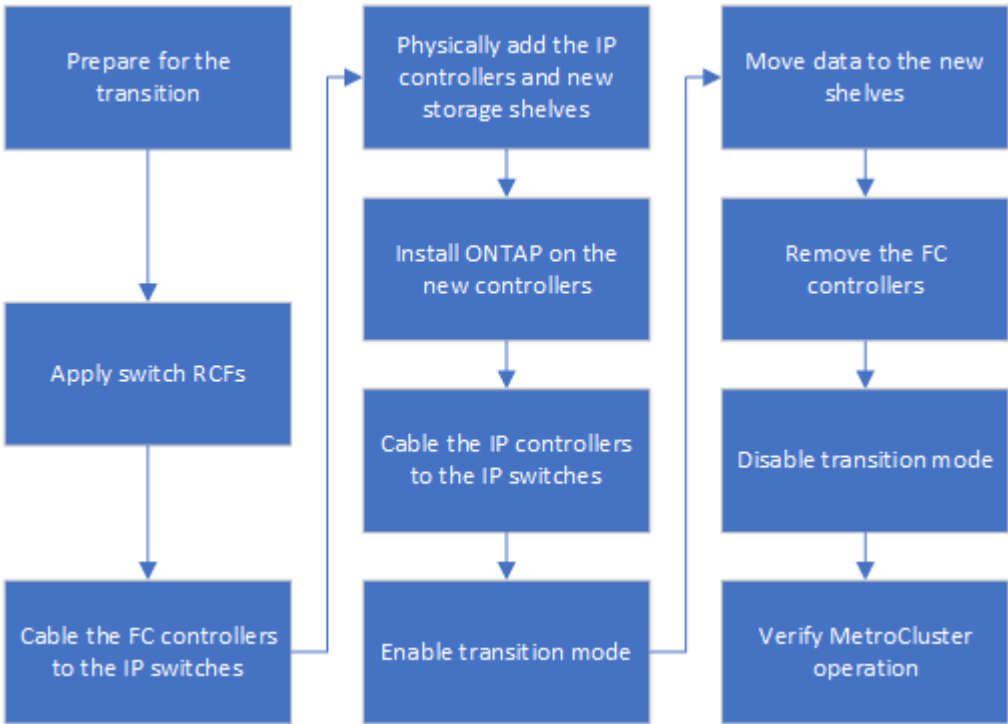 Prepare for the
transition
Apply switch RCFs
Cable the FC controllers
to the IP switches
Physically add the IP
controllers and new
storage shelves
Install ONTAP on the
new controllers
Cable the IP controllers
to the IP switches
Enable transition mode
Move data to the new
shelves
Remove the FC
controllers
Disable transition mode
Verify MetroCluster
operation